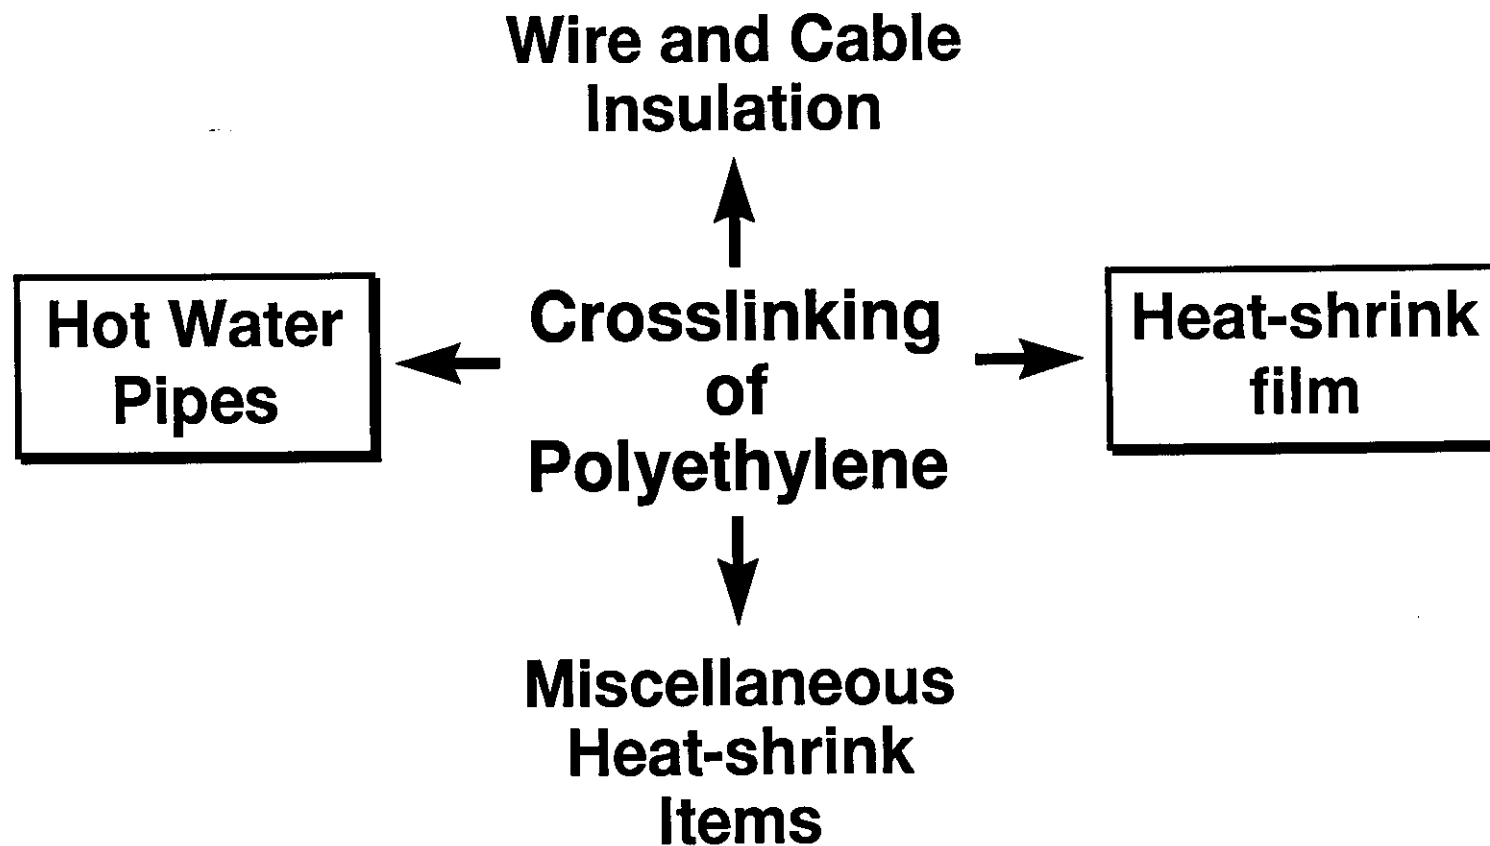 Wire and Cable
Insulation
Hot Water
Pipes
Crosslinking
of
Polyethylene
Heat-shrink
film
Miscellaneous
Heat-shrink
Items